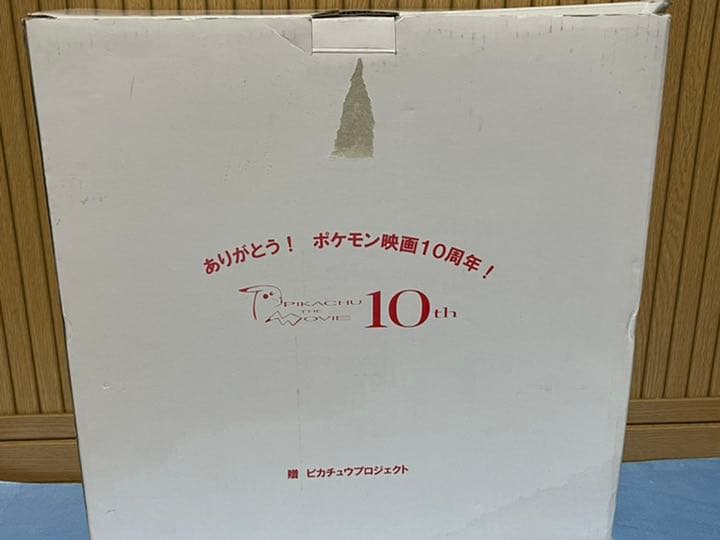 ありがとう！ ポケモン映画10周年！
PIKACHU
THE
MOVIE
10th
贈 ピカチュウプロジェクト